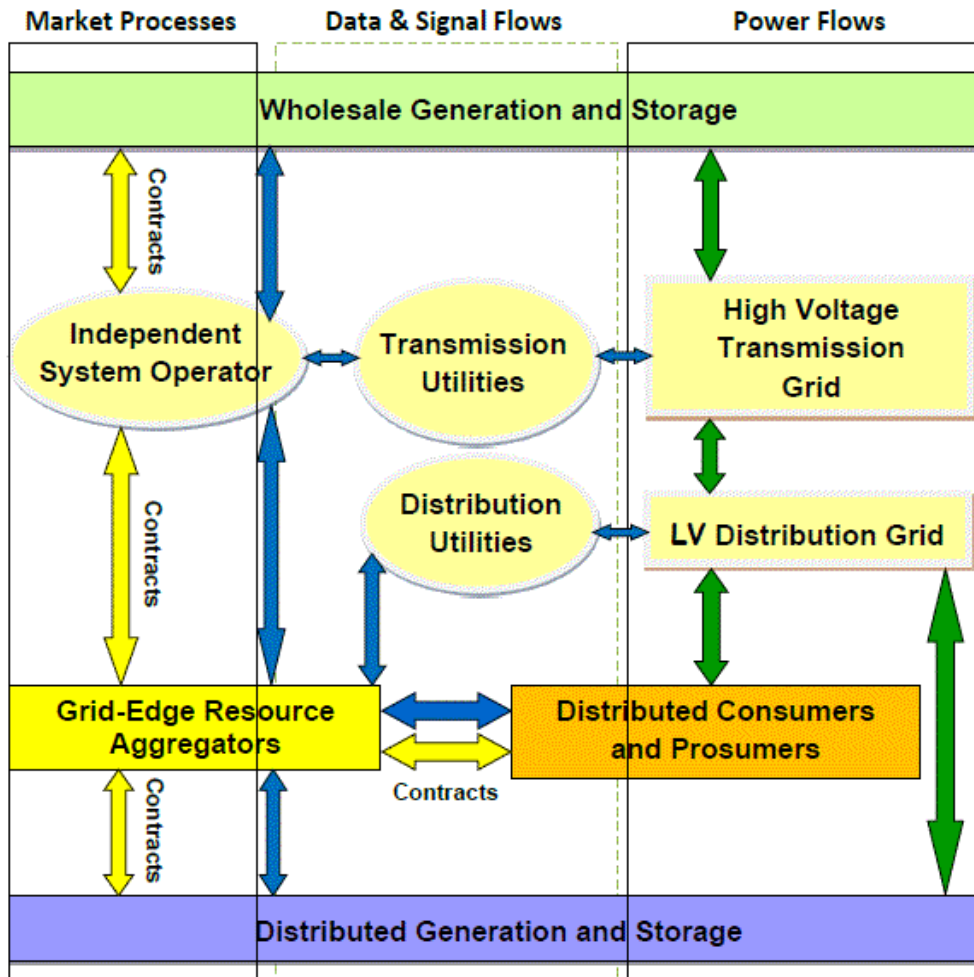 Market Processes
Data & Signal Flows
Power Flows
Wholesale Generation and Storage
Contracts
Independent
System Operator
Transmission
Utilities
High Voltage
Transmission
Grid
Contracts
Distribution
Utilities
LV Distribution Grid
Grid-Edge Resource
Aggregators
Distributed Consumers
and Prosumers
Contracts
Contracts
Distributed Generation and Storage